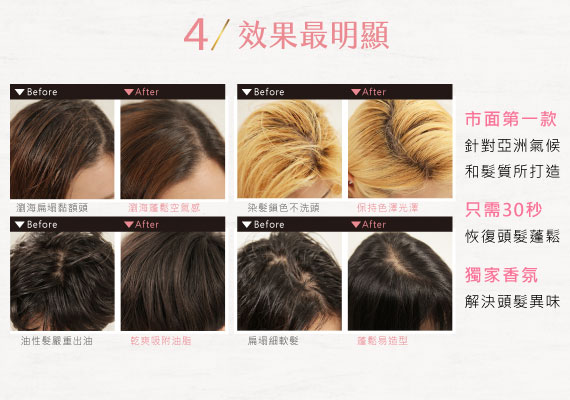 4/ 效果最明顯
▼Before ▼After ▼Before ▼After
瀏海扁塌黏額頭 瀏海蓬鬆空氣感 染髮鎖色不洗頭 保持色澤光澤
▼Before ▼After ▼Before ▼After
油性髮嚴重出油 乾爽吸附油脂 扁塌細軟髮 蓬鬆易造型
市面第一款
針對亞洲氣候
和髮質所打造
只需30秒
恢復頭髮蓬鬆
獨家香氛
解決頭髮異味